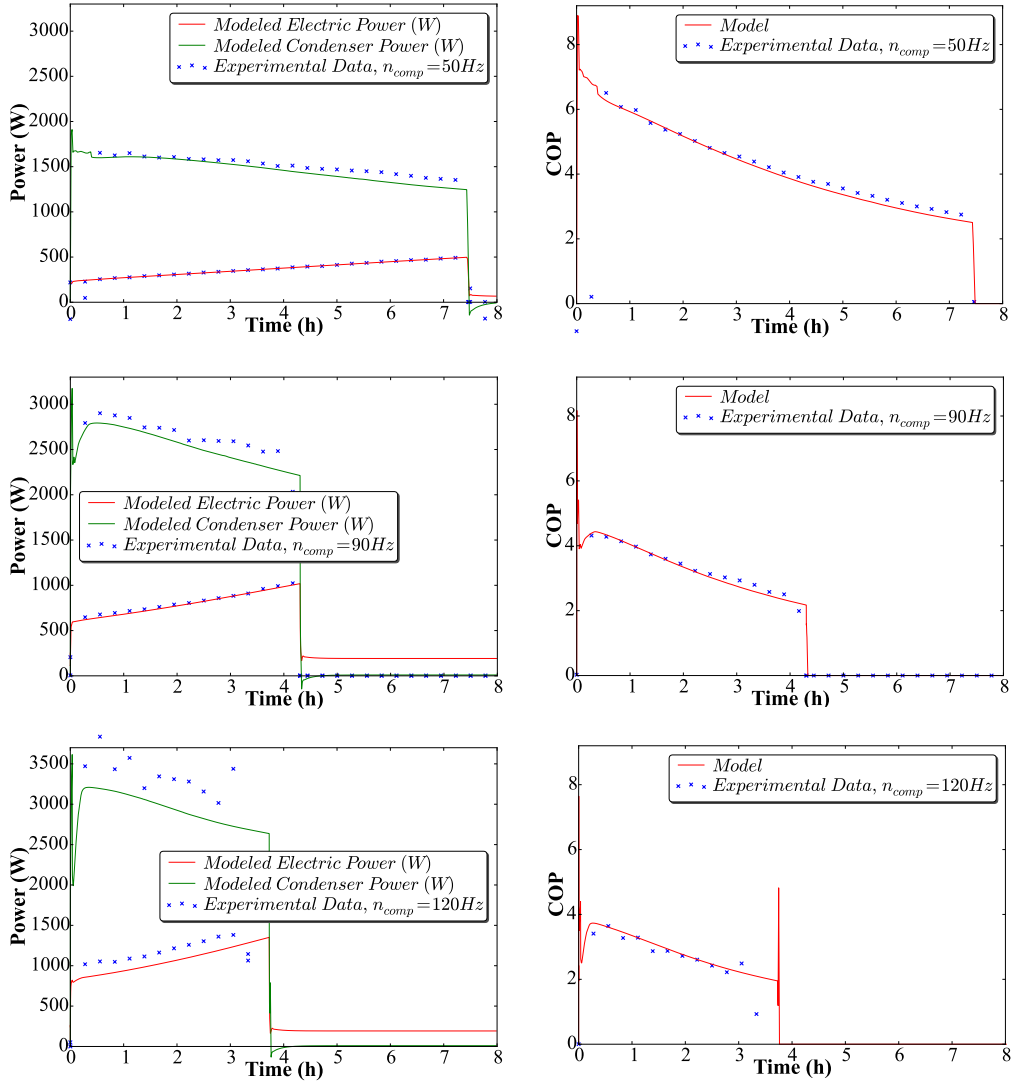 3000
2500
2000
1500
1000
500
0
Power (W)
Modeled Electric Power (W)
Modeled Condenser Power (W)
Experimental Data, n_comp = 50Hz
0 1 2 3 4 5 6 7 8
Time (h)
8
6
4
2
0
COP
Model
Experimental Data, n_comp = 50Hz
0 1 2 3 4 5 6 7 8
Time (h)
3000
2500
2000
1500
1000
500
0
Power (W)
Modeled Electric Power (W)
Modeled Condenser Power (W)
Experimental Data, n_comp = 90Hz
0 1 2 3 4 5 6 7 8
Time (h)
8
6
4
2
0
COP
Model
Experimental Data, n_comp = 90Hz
0 1 2 3 4 5 6 7 8
Time (h)
3500
3000
2500
2000
1500
1000
500
0
Power (W)
Modeled Electric Power (W)
Modeled Condenser Power (W)
Experimental Data, n_comp = 120Hz
0 1 2 3 4 5 6 7 8
Time (h)
8
6
4
2
0
COP
Model
Experimental Data, n_comp = 120Hz
0 1 2 3 4 5 6 7 8
Time (h)